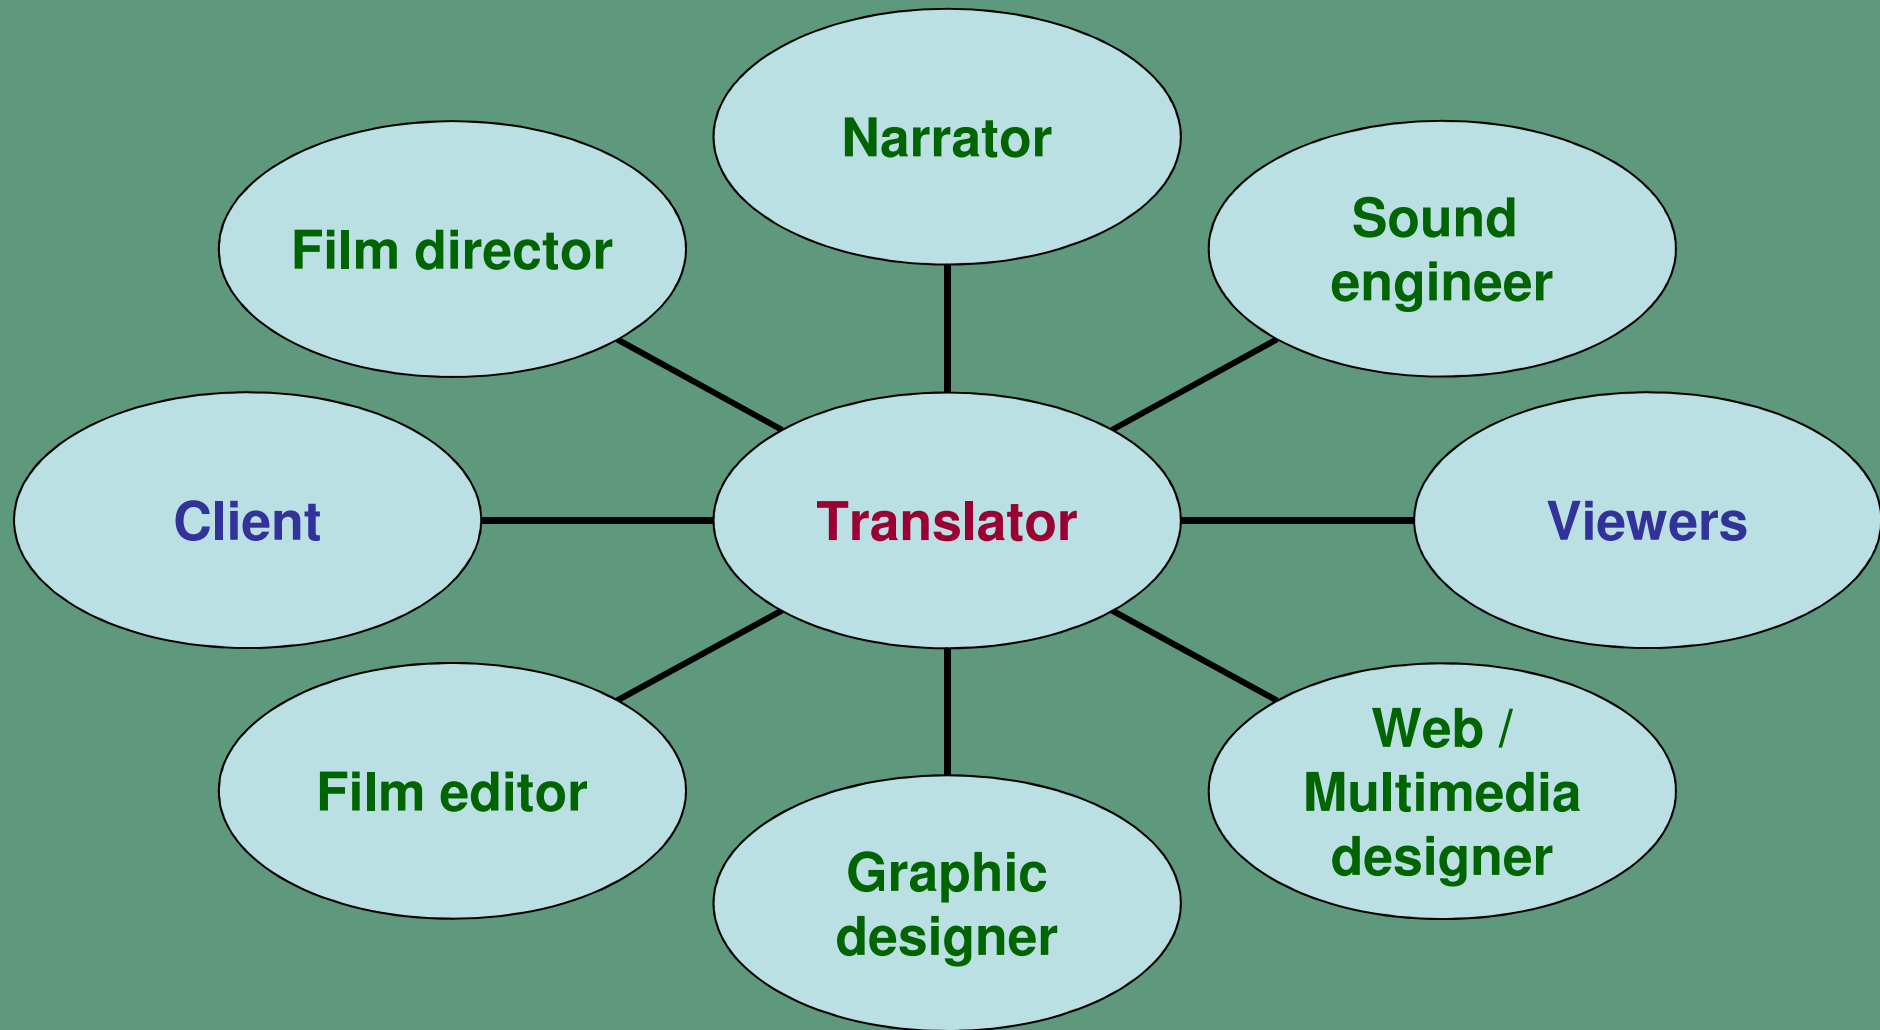 Narrator
Film director
Sound
engineer
Client
Translator
Viewers
Film editor
Web /
Multimedia
designer
Graphic
designer